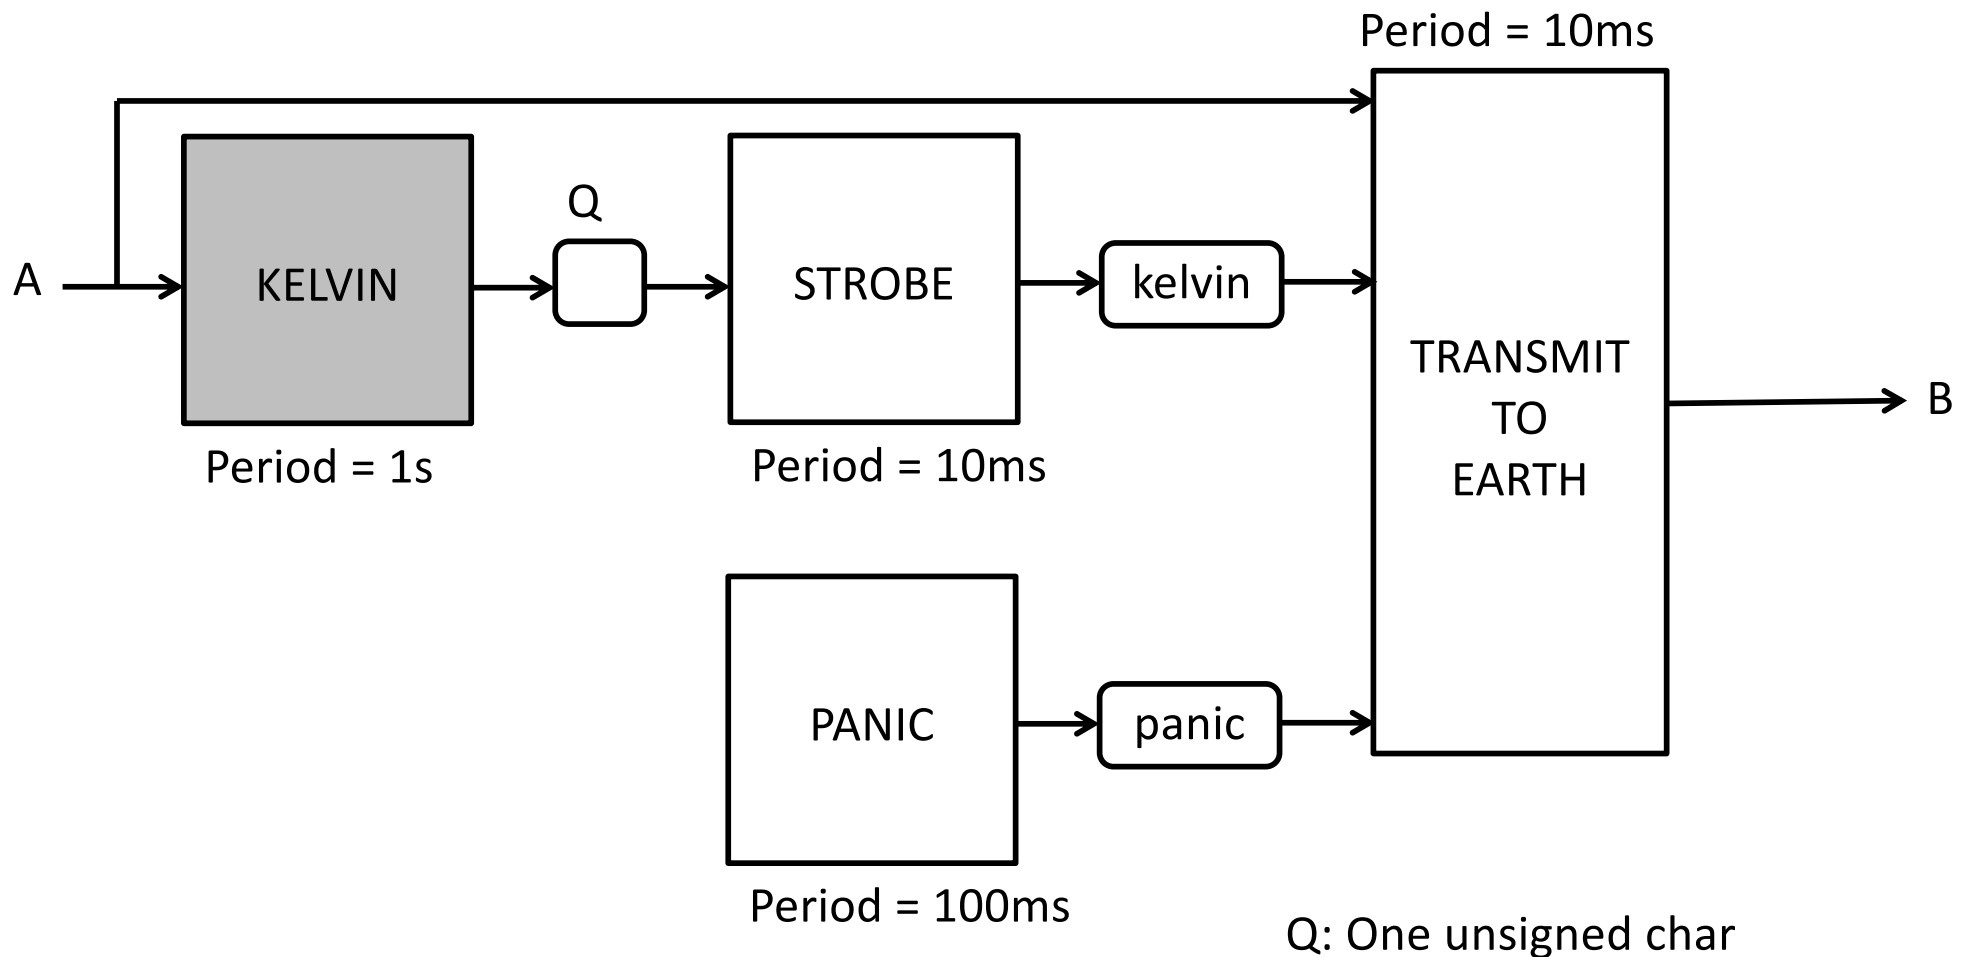 Period = 10ms
A
KELVIN
Q
STROBE
kelvin
TRANSMIT
TO
EARTH
B
Period = 1s
Period = 10ms
PANIC
panic
Period = 100ms
Q: One unsigned char